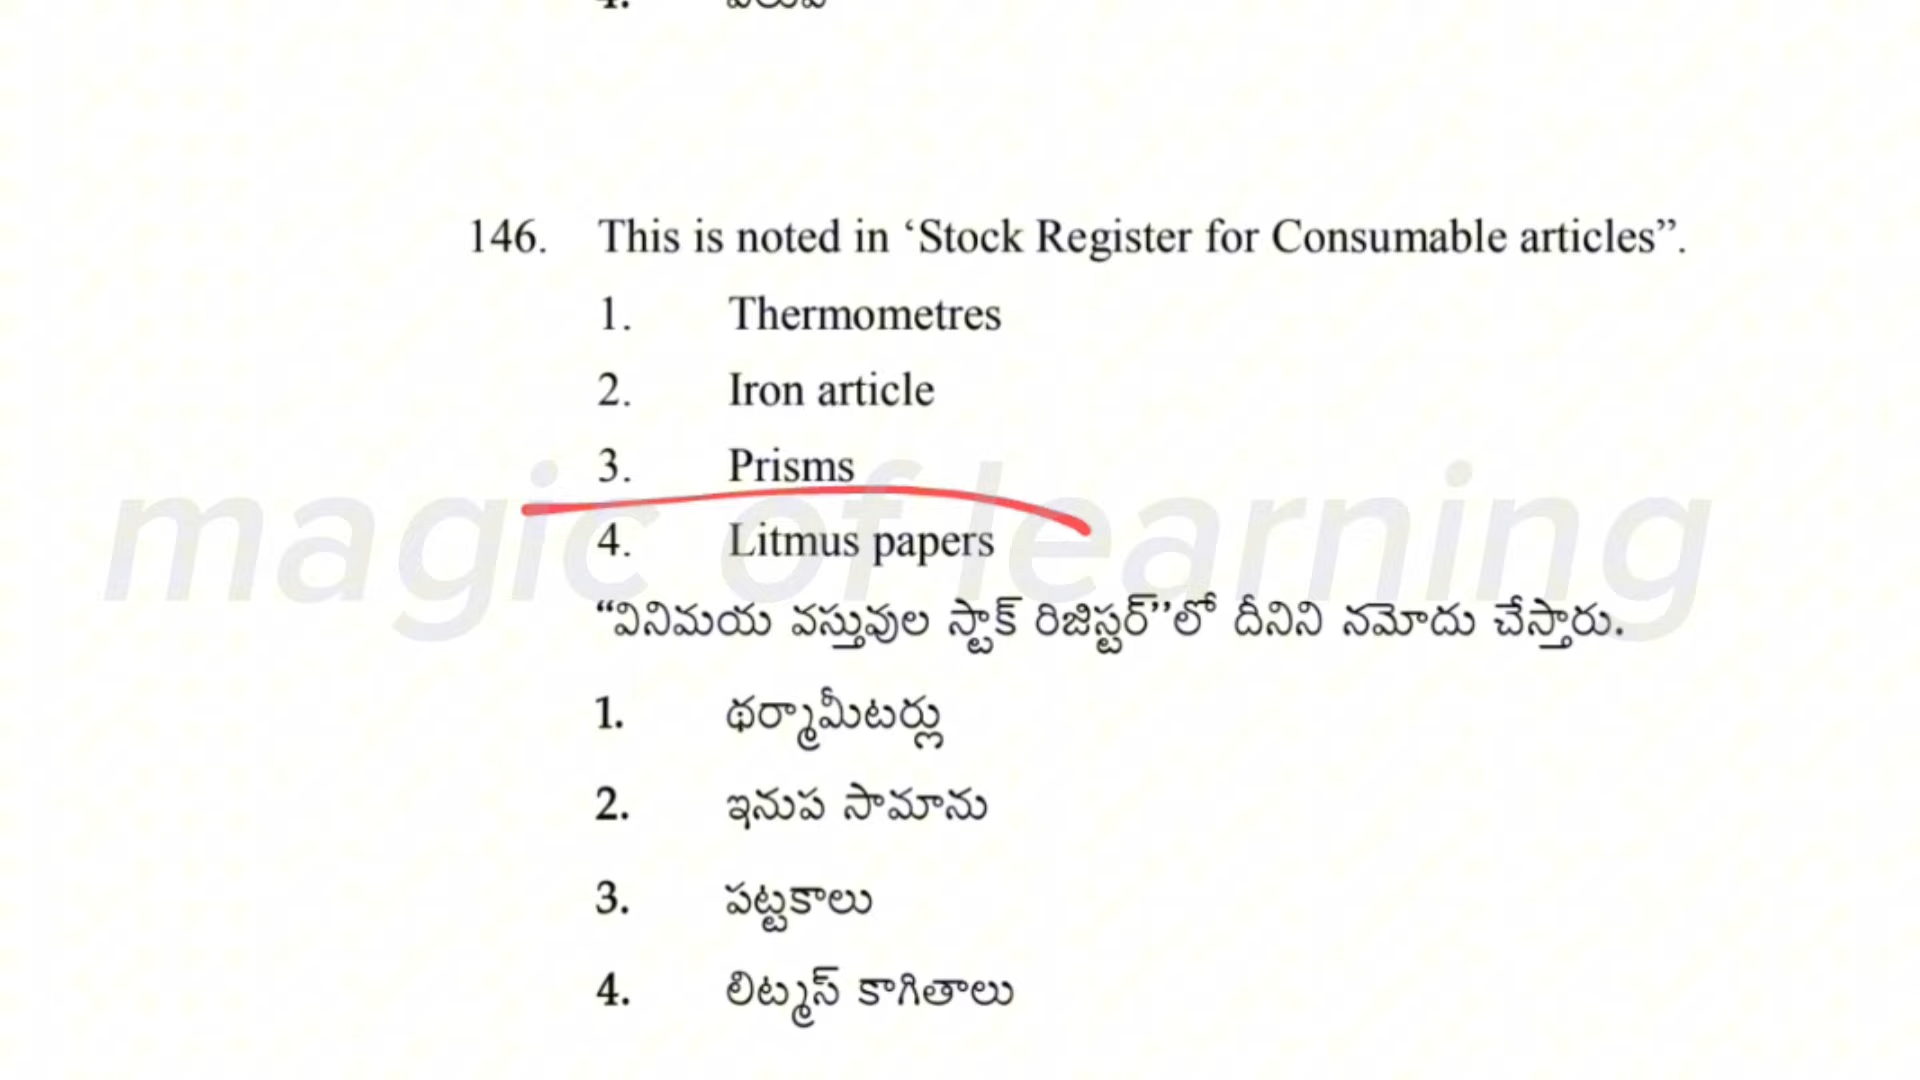 146. This is noted in ‘Stock Register for Consumable articles”.
1. Thermometres
2. Iron article
3. Prisms
4. Litmus papers
magic of learning
“వినిమయ వస్తువుల స్టాక్ రిజిస్టర్”లో దీనిని నమోదు చేస్తారు.
1. థర్మామీటర్లు
2. ఇనుప సామాను
3. పట్టకాలు
4. లిట్మస్ కాగితాలు